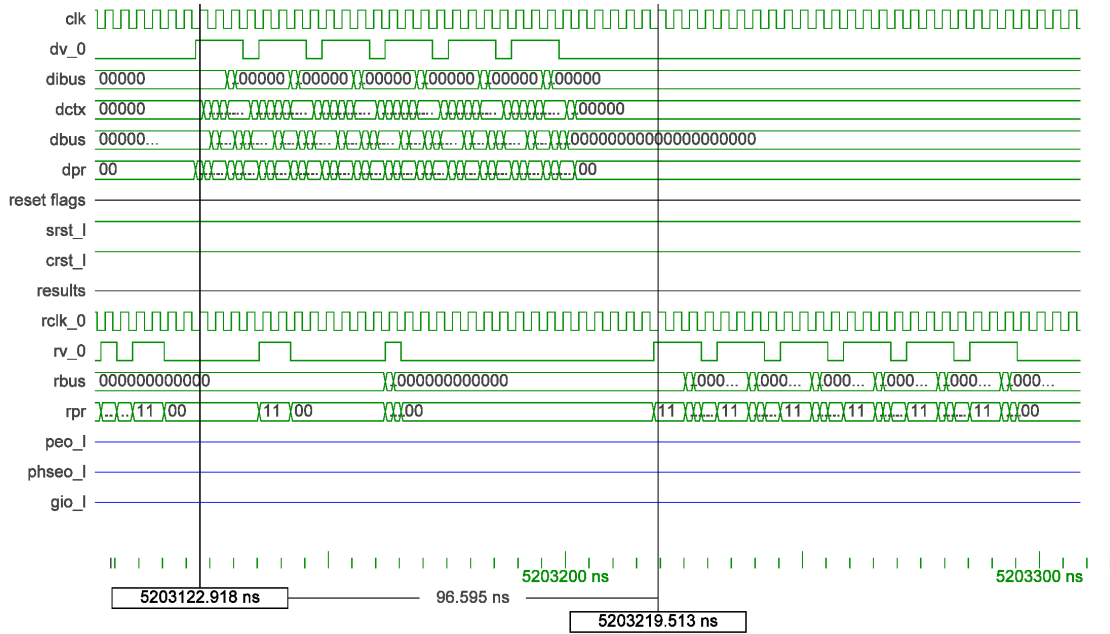 clk
dv_0
dibus 00000 00000 00000 00000 00000 00000 00000
dctx 00000 .... .... .... .... .... .... 00000
dbus 00000... ... ... ... ... ... 00000000000000000000
dpr 00 00
reset flags
srst_l
crst_l
results
rclk_0
rv_0
rbus 000000000000 000000000000 000... 000... 000... 000... 000... 000...
rpr 11 00 11 00 00 11 11 11 11 11 11 00
peo_l
phseo_l
gio_l
5203200 ns 5203300 ns
5203122.918 ns 96.595 ns
5203219.513 ns